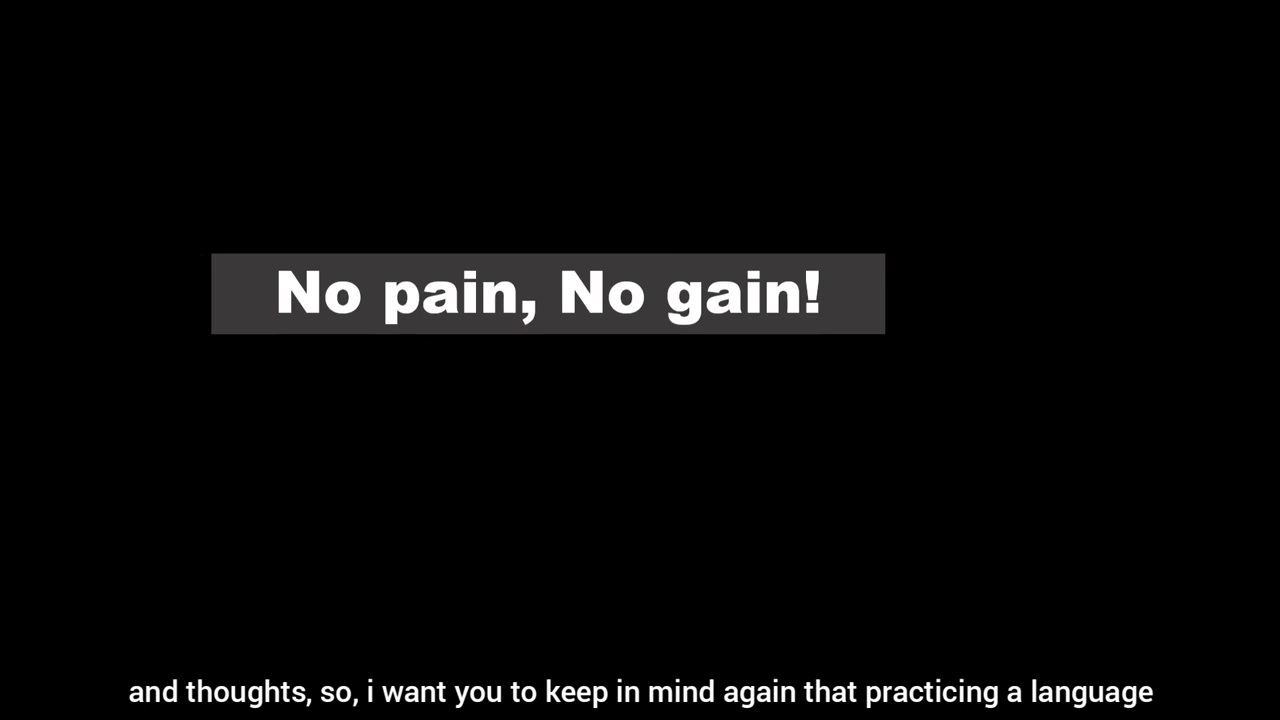 No pain, No gain!
and thoughts, so, i want you to keep in mind again that practicing a language